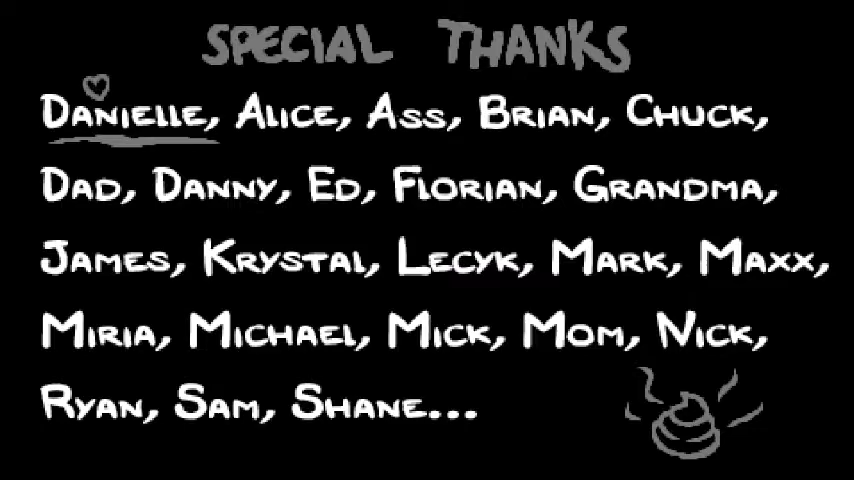 SPECIAL THANKS
DANIELLE, ALICE, ASS, BRIAN, CHUCK,
DAD, DANNY, ED, FLORIAN, GRANDMA,
JAMES, KRYSTAL, LECYK, MARK, MAXX,
MIRIA, MICHAEL, MICK, MOM, NICK,
RYAN, SAM, SHANE...